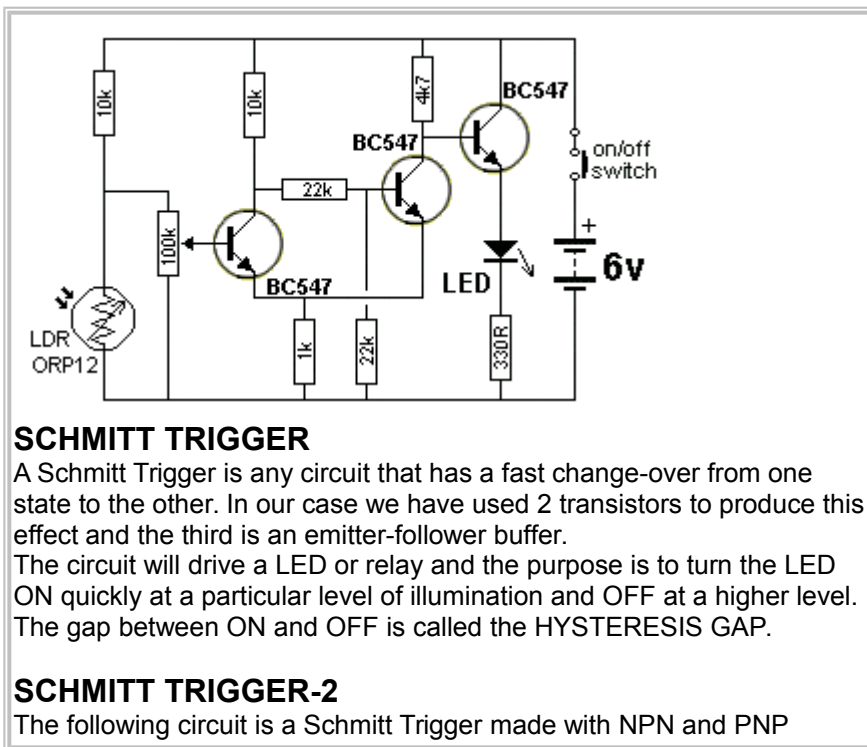 10k
10k
4k7
BC547
BC547
on/off
switch
22k
100k
+
6v
BC547
LED
LDR
ORP12
1k
22k
330R
SCHMITT TRIGGER
A Schmitt Trigger is any circuit that has a fast change-over from one
state to the other. In our case we have used 2 transistors to produce this
effect and the third is an emitter-follower buffer.
The circuit will drive a LED or relay and the purpose is to turn the LED
ON quickly at a particular level of illumination and OFF at a higher level.
The gap between ON and OFF is called the HYSTERESIS GAP.
SCHMITT TRIGGER-2
The following circuit is a Schmitt Trigger made with NPN and PNP